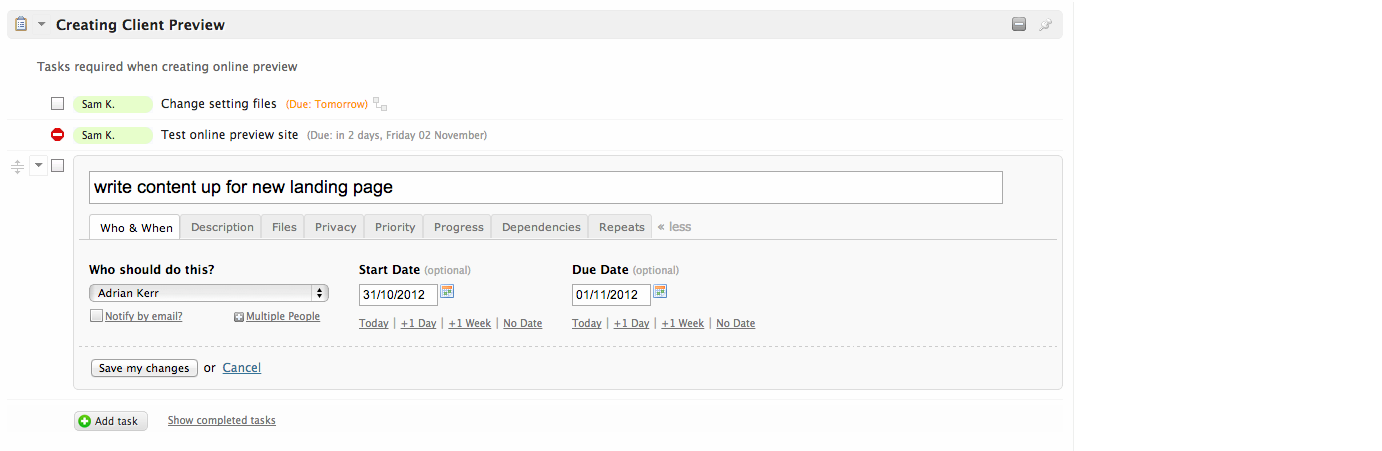 Creating Client Preview
Tasks required when creating online preview
Sam K. Change setting files (Due: Tomorrow)
Sam K. Test online preview site (Due: in 2 days, Friday 02 November)
write content up for new landing page
Who & When Description Files Privacy Priority Progress Dependencies Repeats « less
Who should do this? Start Date (optional) Due Date (optional)
Adrian Kerr 31/10/2012 01/11/2012
Notify by email? Multiple People Today | +1 Day | +1 Week | No Date Today | +1 Day | +1 Week | No Date
Save my changes or Cancel
Add task Show completed tasks